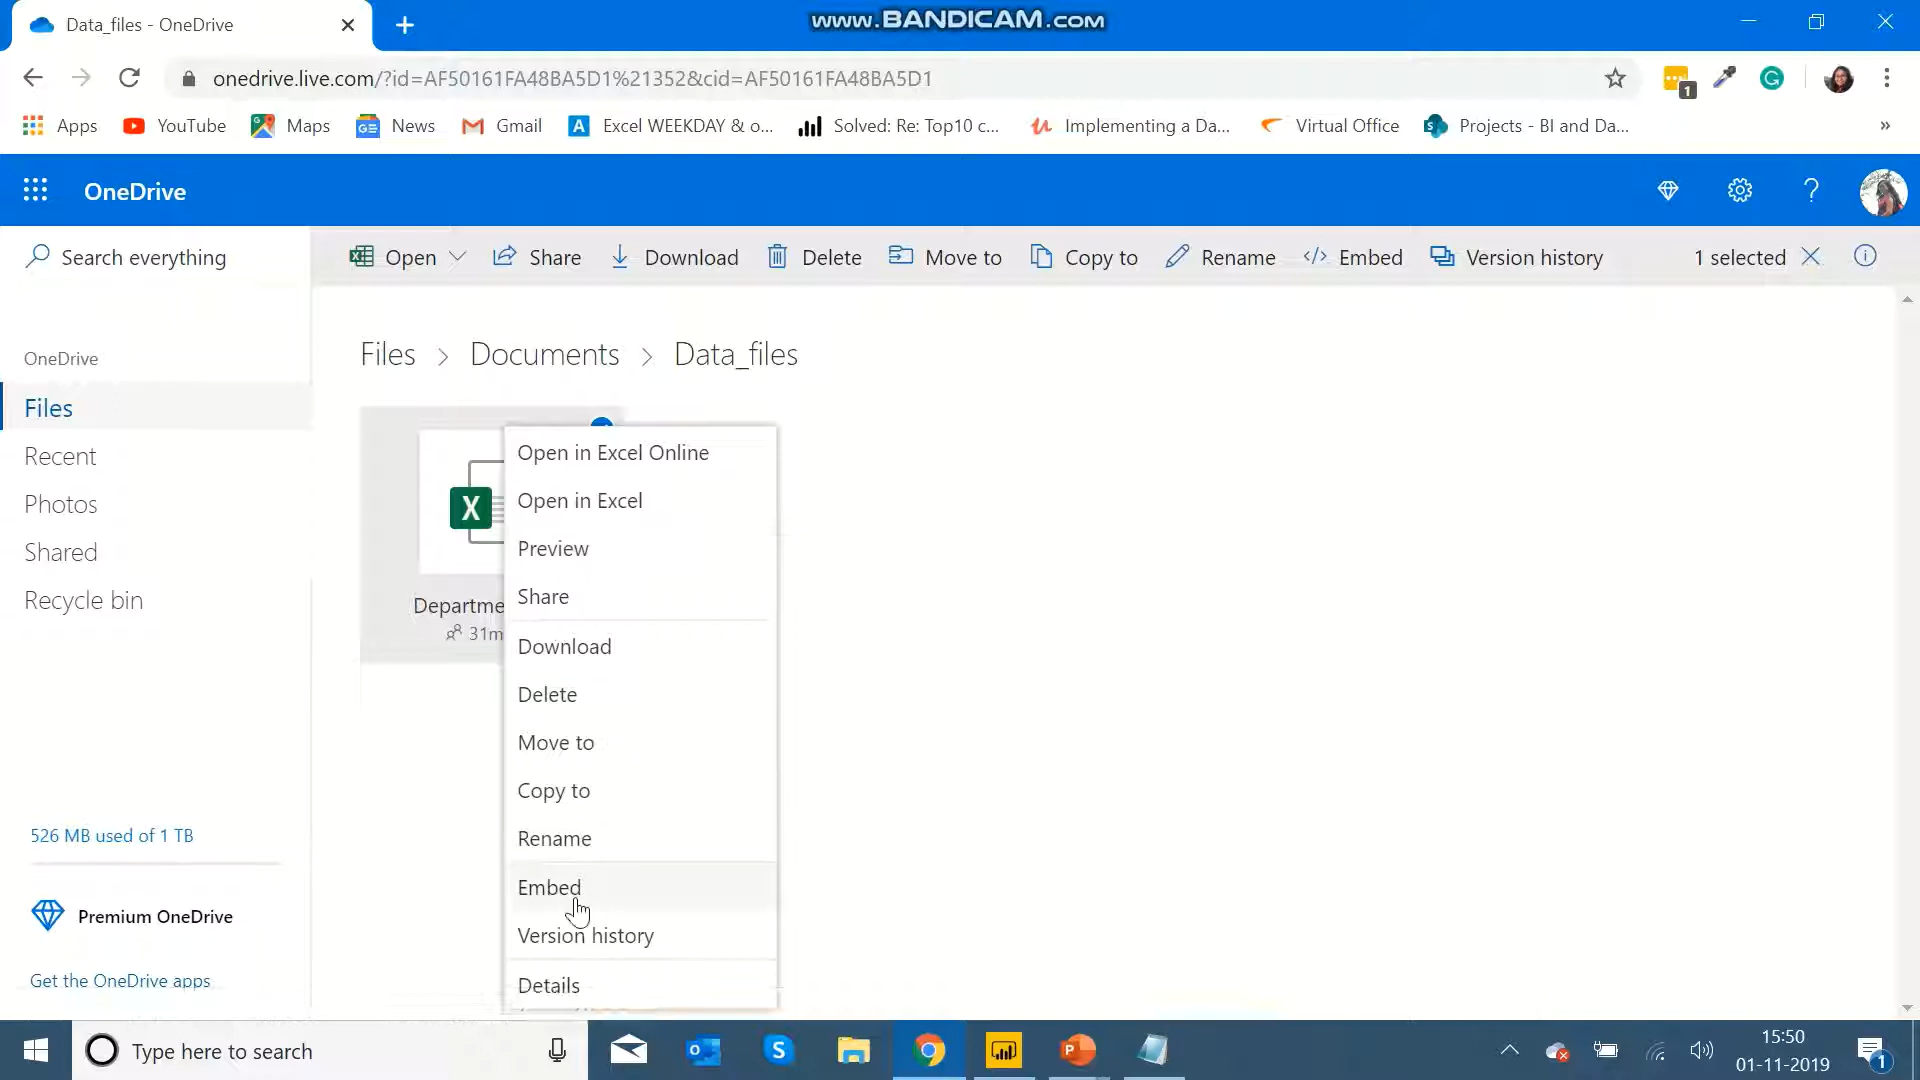 Data_files - OneDrive
www.BANDICAM.com
onedrive.live.com/?id=AF50161FA48BA5D1%21352&cid=AF50161FA48BA5D1
1
Apps YouTube Maps News Gmail Excel WEEKDAY & o... Solved: Re: Top10 c... Implementing a Da... Virtual Office Projects - BI and Da... »
OneDrive
Search everything
Open Share Download Delete Move to Copy to Rename Embed Version history 1 selected
Files > Documents > Data_files
OneDrive
Files
Recent
Photos
Shared
Recycle bin
526 MB used of 1 TB
Premium OneDrive
Get the OneDrive apps
X
Departme
31m
Open in Excel Online
Open in Excel
Preview
Share
Download
Delete
Move to
Copy to
Rename
Embed
Version history
Details
Type here to search
15:50
01-11-2019
1